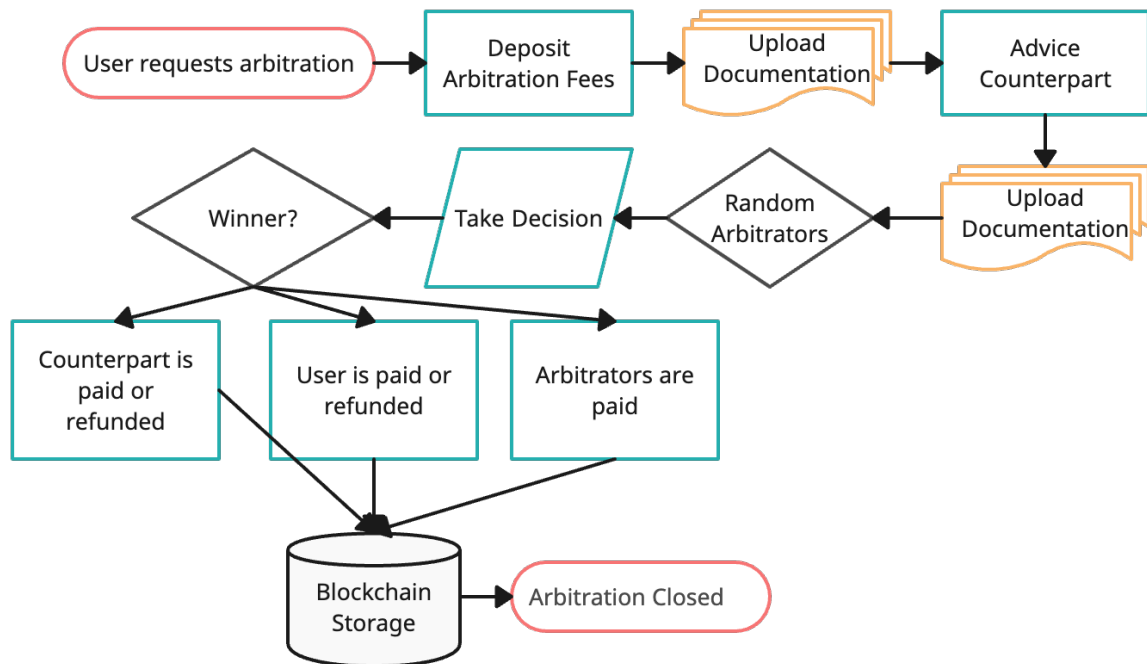 User requests arbitration
Deposit
Arbitration Fees
Upload
Documentation
Advice
Counterpart
Winner?
Take Decision
Random
Arbitrators
Upload
Documentation
Counterpart is
paid or
refunded
User is paid or
refunded
Arbitrators are
paid
Blockchain
Storage
Arbitration Closed